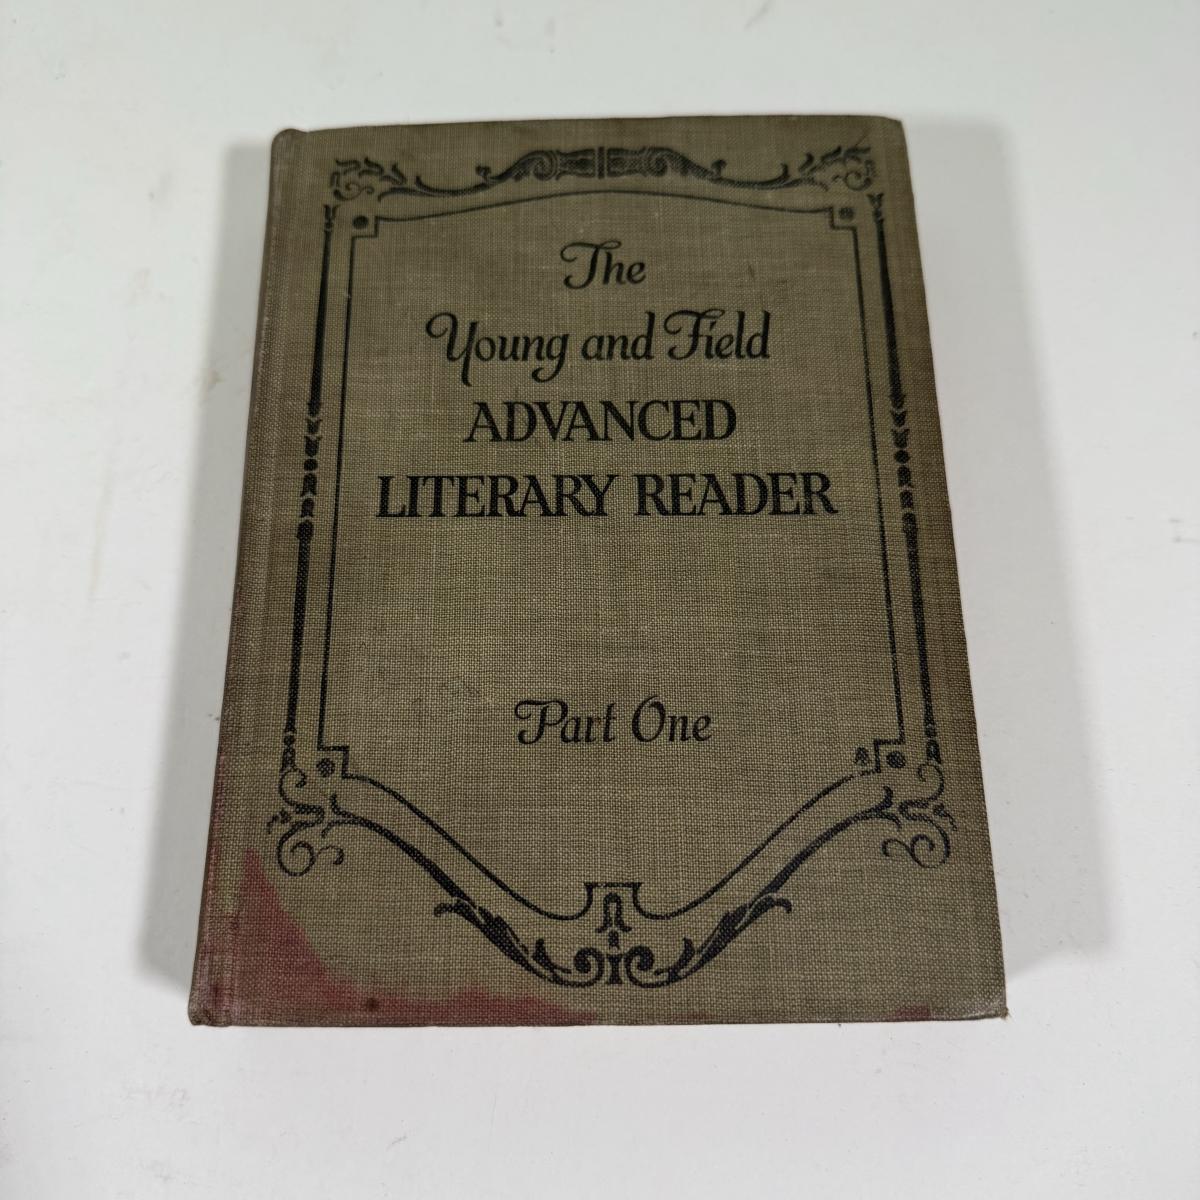 The
Young and Field
ADVANCED
LITERARY READER
Part One